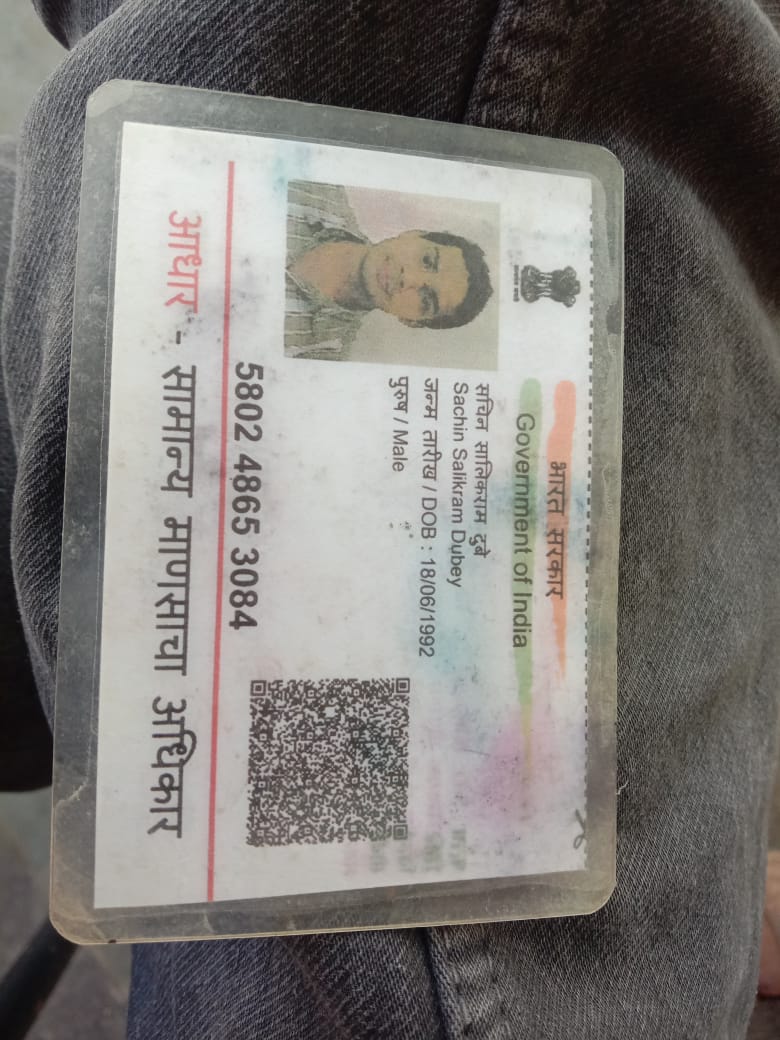 भारत सरकार
Government of India
सचिन सालिकराम दुबे
Sachin Salikram Dubey
जन्म तारीख / DOB : 18/06/1992
पुरुष / Male
5802 4865 3084
आधार - सामान्य माणसाचा अधिकार